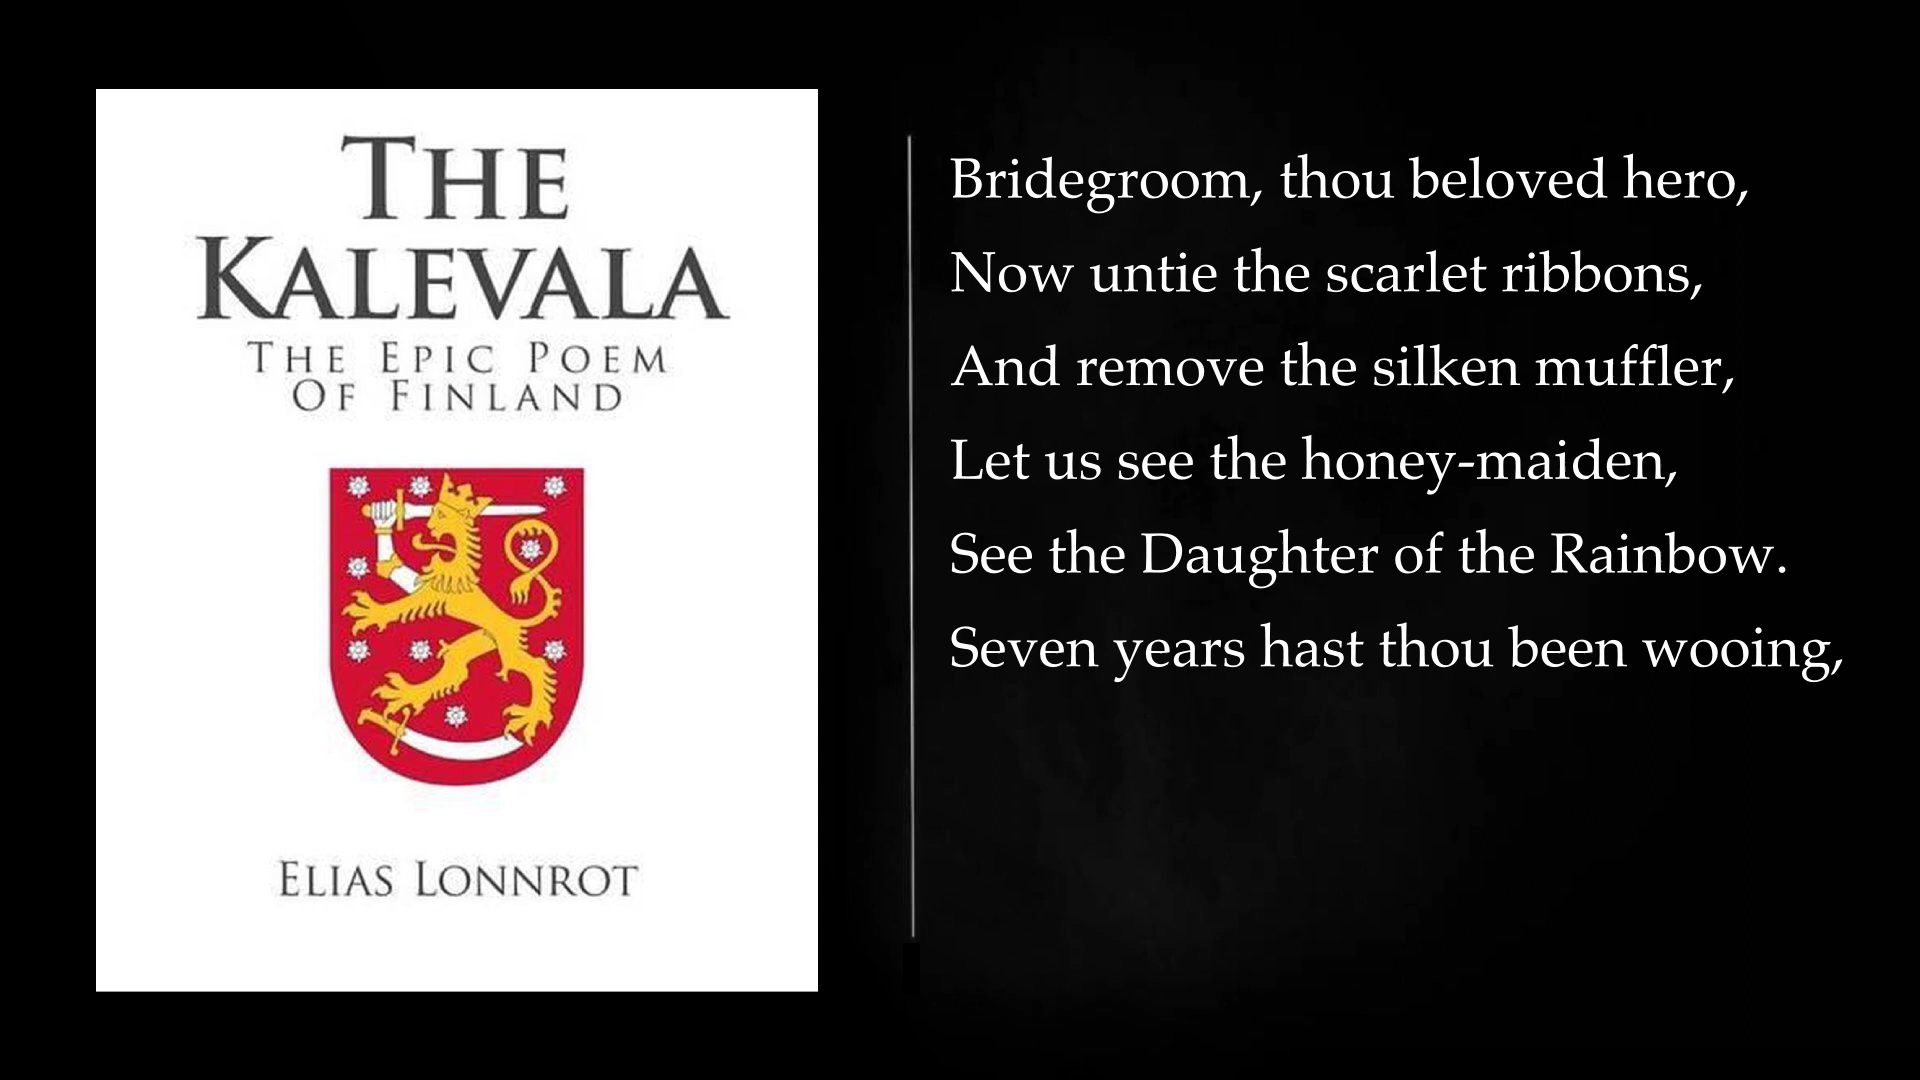 THE
KALEVALA
THE EPIC POEM
OF FINLAND
ELIAS LONNROT
Bridegroom, thou beloved hero,
Now untie the scarlet ribbons,
And remove the silken muffler,
Let us see the honey-maiden,
See the Daughter of the Rainbow.
Seven years hast thou been wooing,